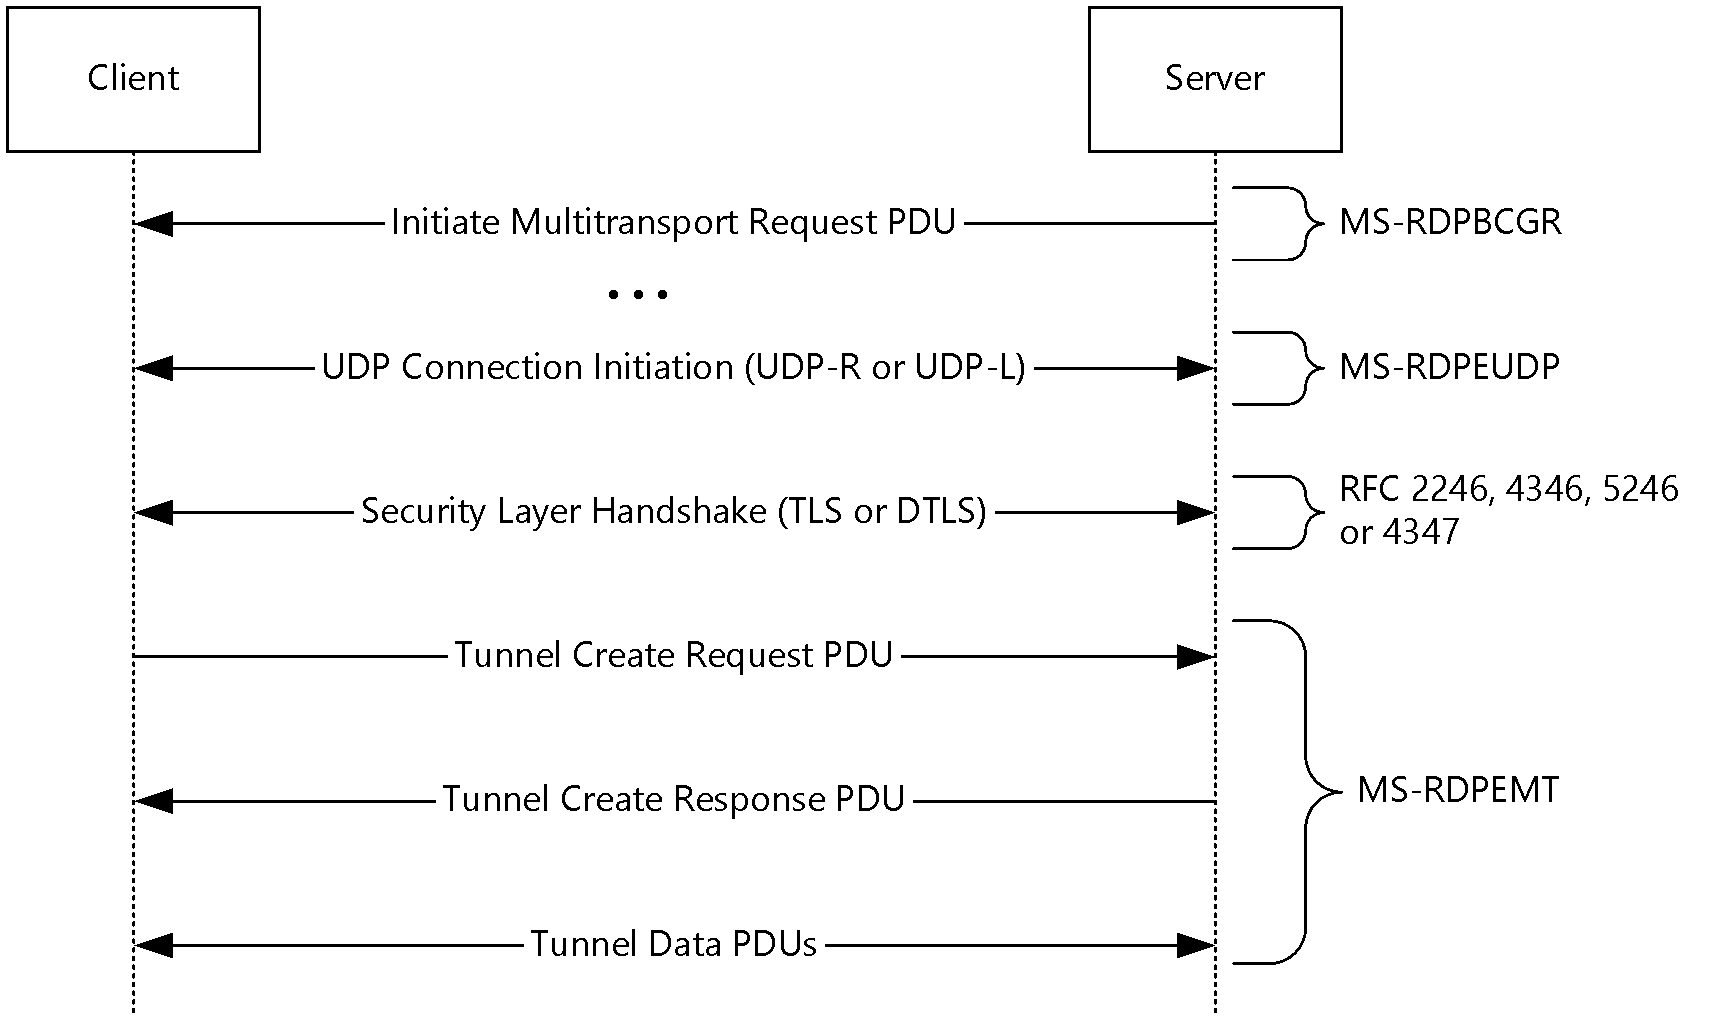 Client
Server
Initiate Multitransport Request PDU
MS-RDPBCGR
...
UDP Connection Initiation (UDP-R or UDP-L)
MS-RDPEUDP
Security Layer Handshake (TLS or DTLS)
RFC 2246, 4346, 5246
or 4347
Tunnel Create Request PDU
Tunnel Create Response PDU
MS-RDPEMT
Tunnel Data PDUs